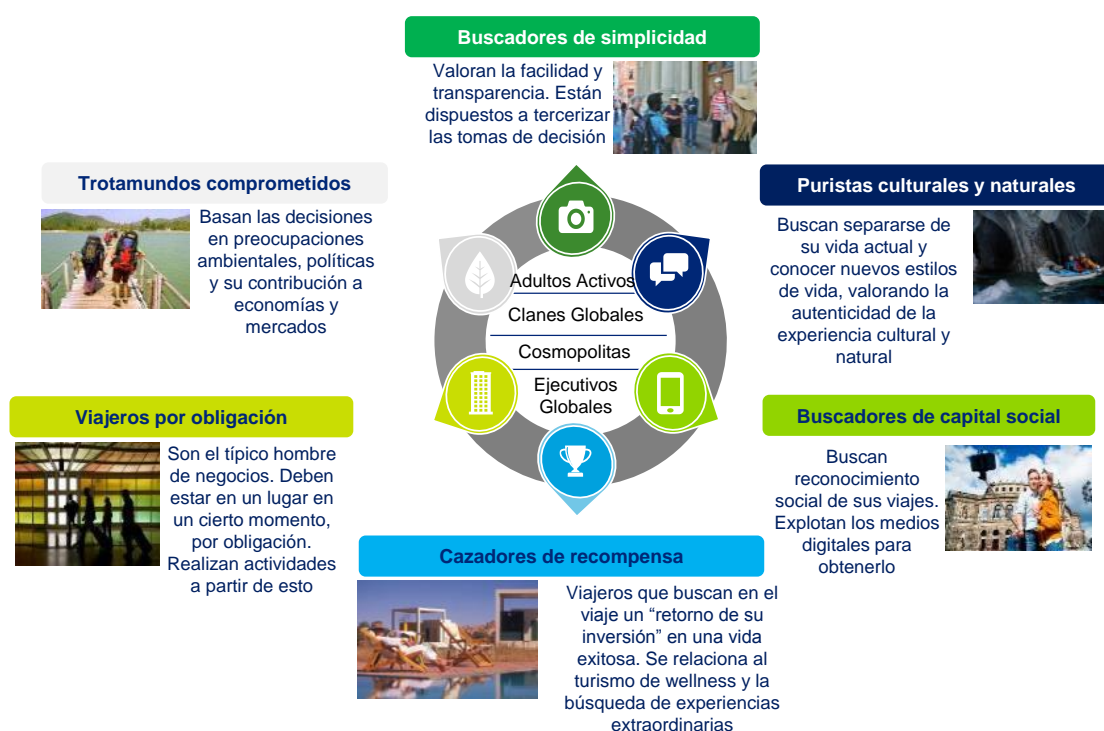 Buscadores de simplicidad
Valoran la facilidad y
transparencia. Están
dispuestos a tercerizar
las tomas de decisión
Trotamundos comprometidos
Basan las decisiones
en preocupaciones
ambientales, políticas
y su contribución a
economías y
mercados
Puristas culturales y naturales
Buscan separarse de
su vida actual y
conocer nuevos estilos
de vida, valorando la
autenticidad de la
experiencia cultural y
natural
Adultos Activos
Clanes Globales
Cosmopolitas
Ejecutivos
Globales
Viajeros por obligación
Son el típico hombre
de negocios. Deben
estar en un lugar en
un cierto momento,
por obligación.
Realizan actividades
a partir de esto
Buscadores de capital social
Buscan
reconocimiento
social de sus viajes.
Explotan los medios
digitales para
obtenerlo
Cazadores de recompensa
Viajeros que buscan en el
viaje un “retorno de su
inversión” en una vida
exitosa. Se relaciona al
turismo de wellness y la
búsqueda de experiencias
extraordinarias